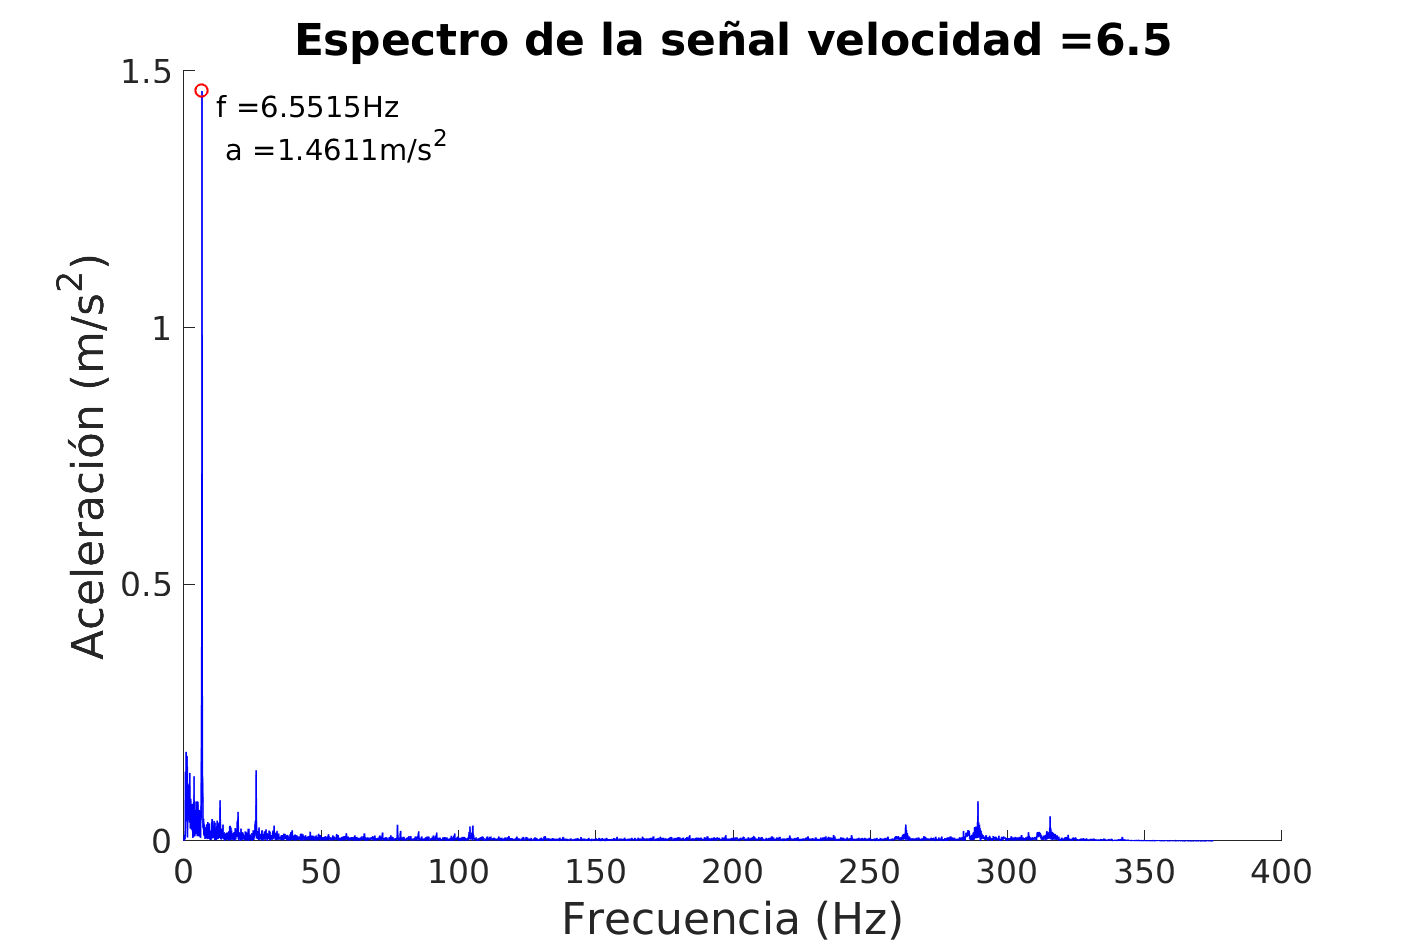 Espectro de la señal velocidad =6.5
1.5
f =6.5515Hz
a =1.4611m/s²
1
Aceleración (m/s²)
0.5
0
0 50 100 150 200 250 300 350 400
Frecuencia (Hz)